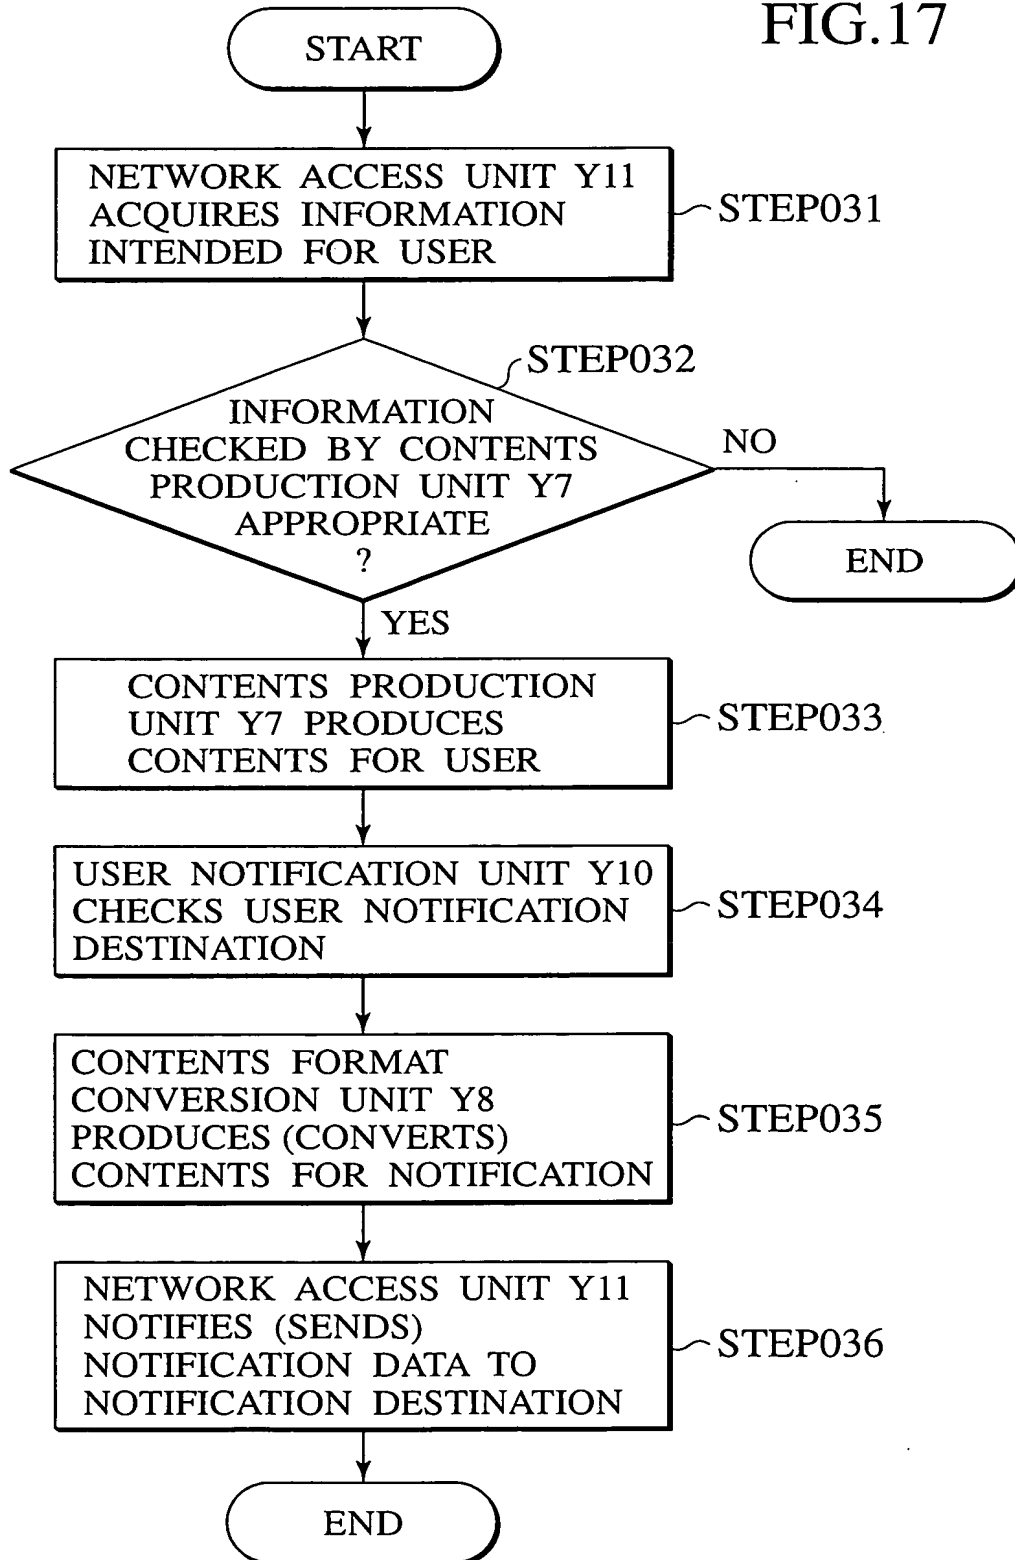 FIG.17
START
NETWORK ACCESS UNIT Y11
ACQUIRES INFORMATION
INTENDED FOR USER
STEP031
STEP032
INFORMATION
CHECKED BY CONTENTS
PRODUCTION UNIT Y7
APPROPRIATE
?
NO
END
YES
CONTENTS PRODUCTION
UNIT Y7 PRODUCES
CONTENTS FOR USER
STEP033
USER NOTIFICATION UNIT Y10
CHECKS USER NOTIFICATION
DESTINATION
STEP034
CONTENTS FORMAT
CONVERSION UNIT Y8
PRODUCES (CONVERTS)
CONTENTS FOR NOTIFICATION
STEP035
NETWORK ACCESS UNIT Y11
NOTIFIES (SENDS)
NOTIFICATION DATA TO
NOTIFICATION DESTINATION
STEP036
END